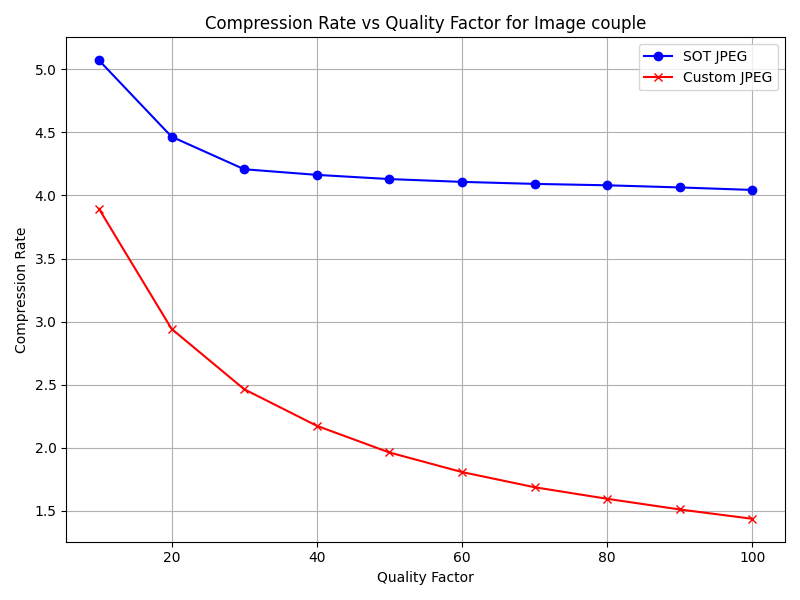 Compression Rate vs Quality Factor for Image couple
SOT JPEG
Custom JPEG
Compression Rate
5.0
4.5
4.0
3.5
3.0
2.5
2.0
1.5
20 40 60 80 100
Quality Factor